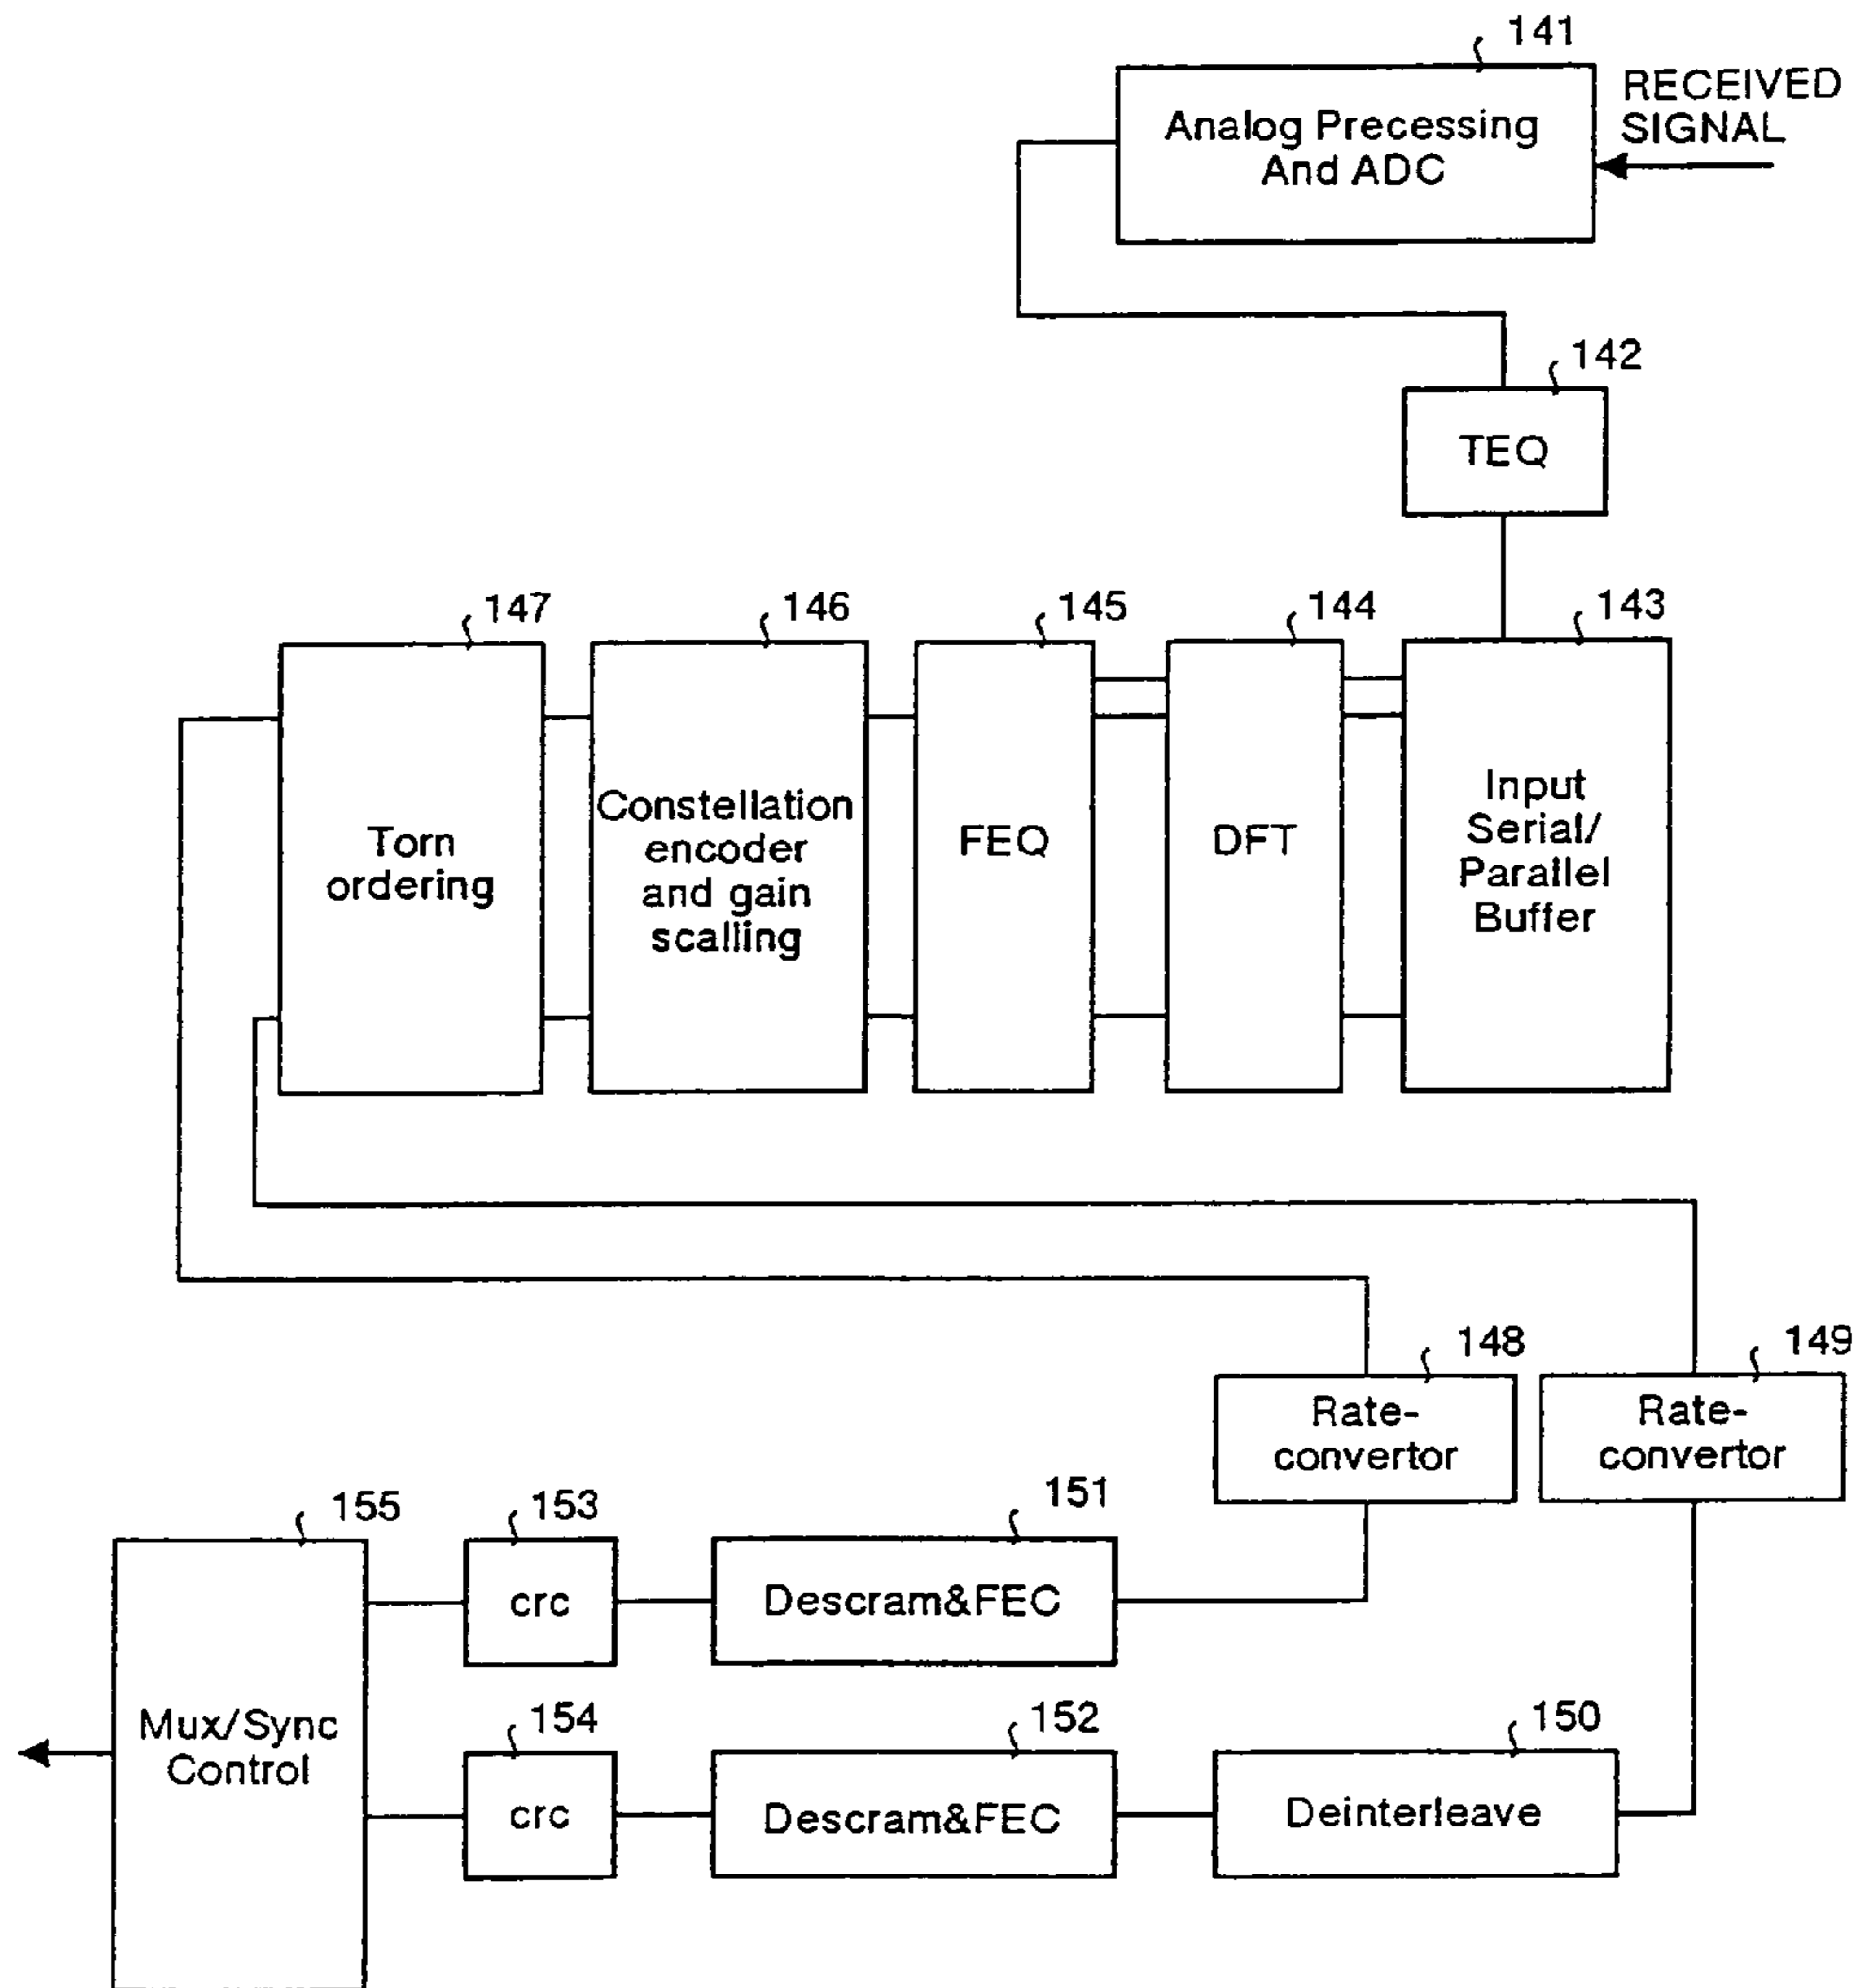 141
RECEIVED
SIGNAL
Analog Precessing
And ADC
142
TEQ
147
146
145
144
143
Torn
ordering
Constellation
encoder
and gain
scalling
FEQ
DFT
Input
Serial/
Parallel
Buffer
148
149
Rate-
convertor
Rate-
convertor
155
153
151
crc
Descram&FEC
Mux/Sync
Control
154
152
150
crc
Descram&FEC
Deinterleave